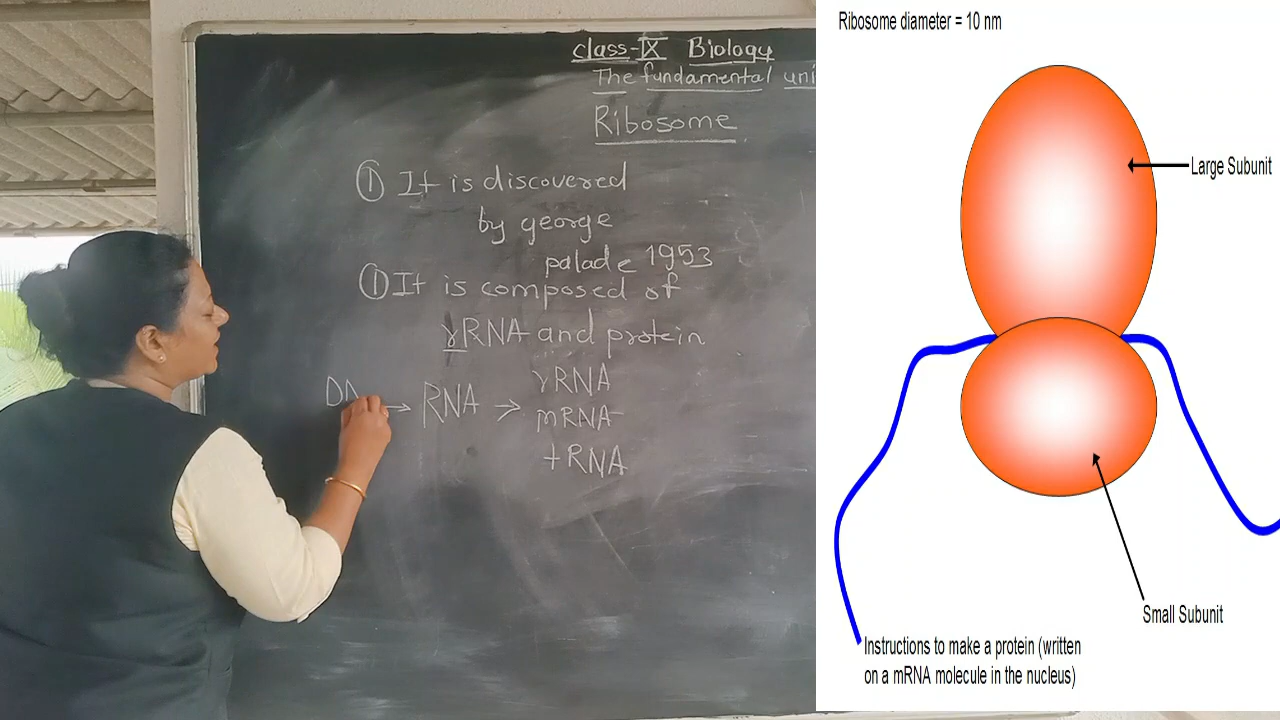 class-IX Biology
The fundamental uni
Ribosome
① It is discovered
by george
palade 1953
① It is composed of
rRNA and protein
DN → RNA → rRNA
mRNA
tRNA
Ribosome diameter = 10 nm
Large Subunit
Small Subunit
Instructions to make a protein (written
on a mRNA molecule in the nucleus)